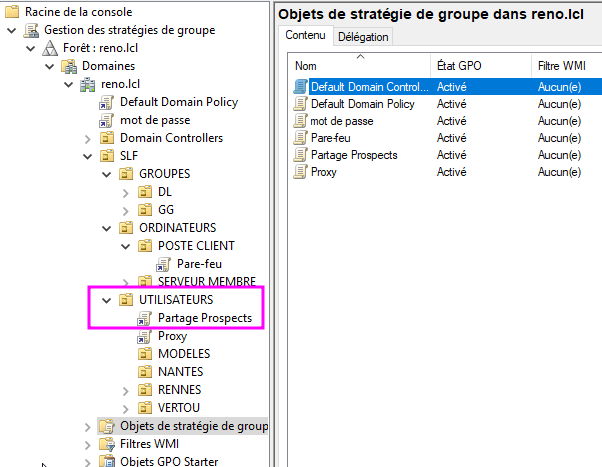 Racine de la console
Gestion des stratégies de groupe
Forêt : reno.lcl
Domaines
reno.lcl
Default Domain Policy
mot de passe
Domain Controllers
SLF
GROUPES
DL
GG
ORDINATEURS
POSTE CLIENT
Pare-feu
SERVEUR MEMBRE
UTILISATEURS
Partage Prospects
Proxy
MODELES
NANTES
RENNES
VERTOU
Objets de stratégie de group
Filtres WMI
Objets GPO Starter
Objets de stratégie de groupe dans reno.lcl
Contenu Délégation
Nom État GPO Filtre WMI
Default Domain Control... Activé Aucun(e)
Default Domain Policy Activé Aucun(e)
mot de passe Activé Aucun(e)
Pare-feu Activé Aucun(e)
Partage Prospects Activé Aucun(e)
Proxy Activé Aucun(e)